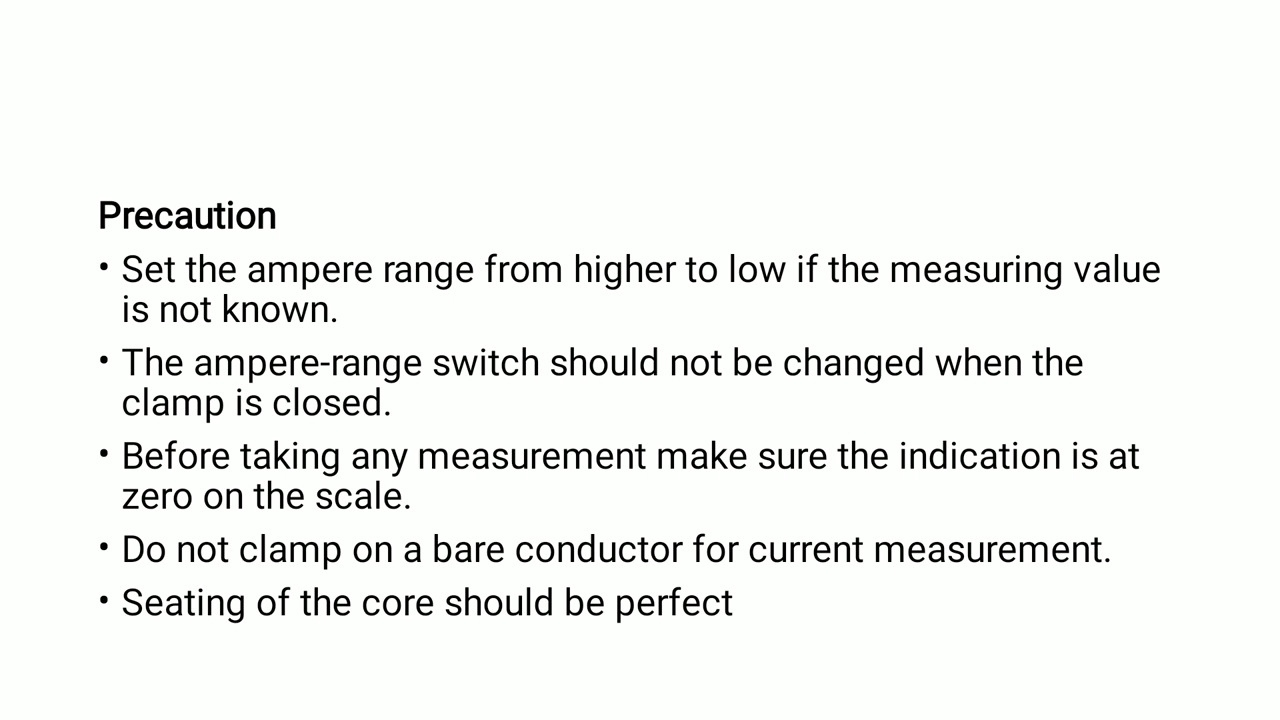 Precaution
• Set the ampere range from higher to low if the measuring value
is not known.
• The ampere-range switch should not be changed when the
clamp is closed.
• Before taking any measurement make sure the indication is at
zero on the scale.
• Do not clamp on a bare conductor for current measurement.
• Seating of the core should be perfect